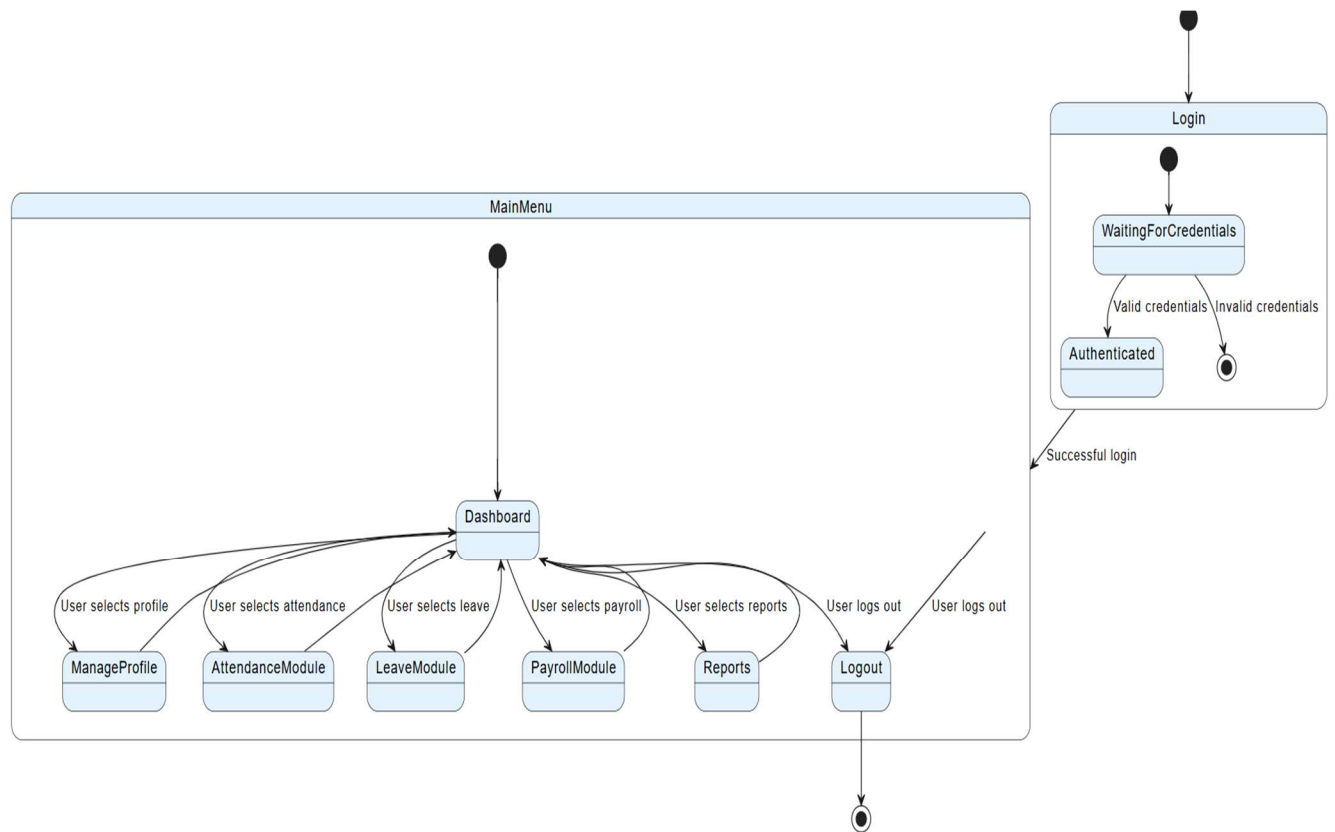 Login
MainMenu
WaitingForCredentials
Valid credentials
Invalid credentials
Authenticated
Successful login
Dashboard
User selects profile
User selects attendance
User selects leave
User selects payroll
User selects reports
User logs out
User logs out
ManageProfile
AttendanceModule
LeaveModule
PayrollModule
Reports
Logout